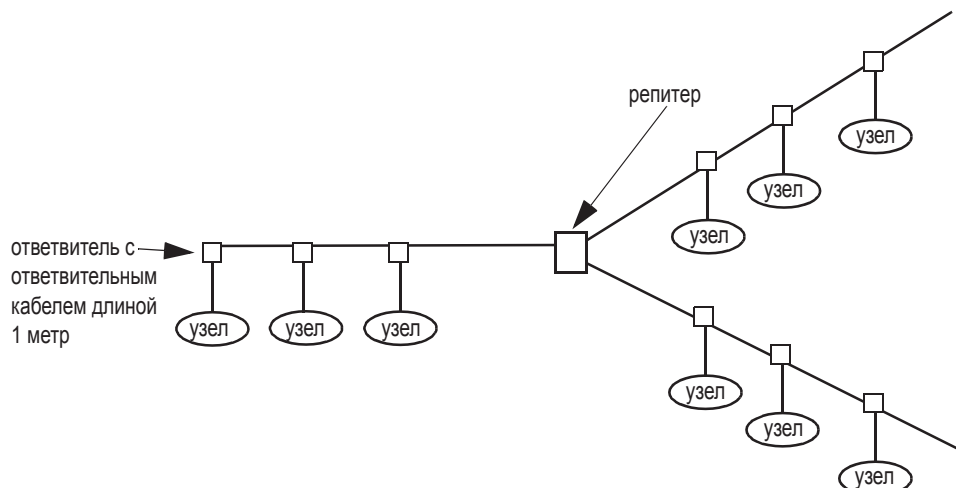 репитер
узел
узел
узел
ответвитель с
ответвительным
кабелем длиной
1 метр
узел
узел
узел
узел
узел
узел